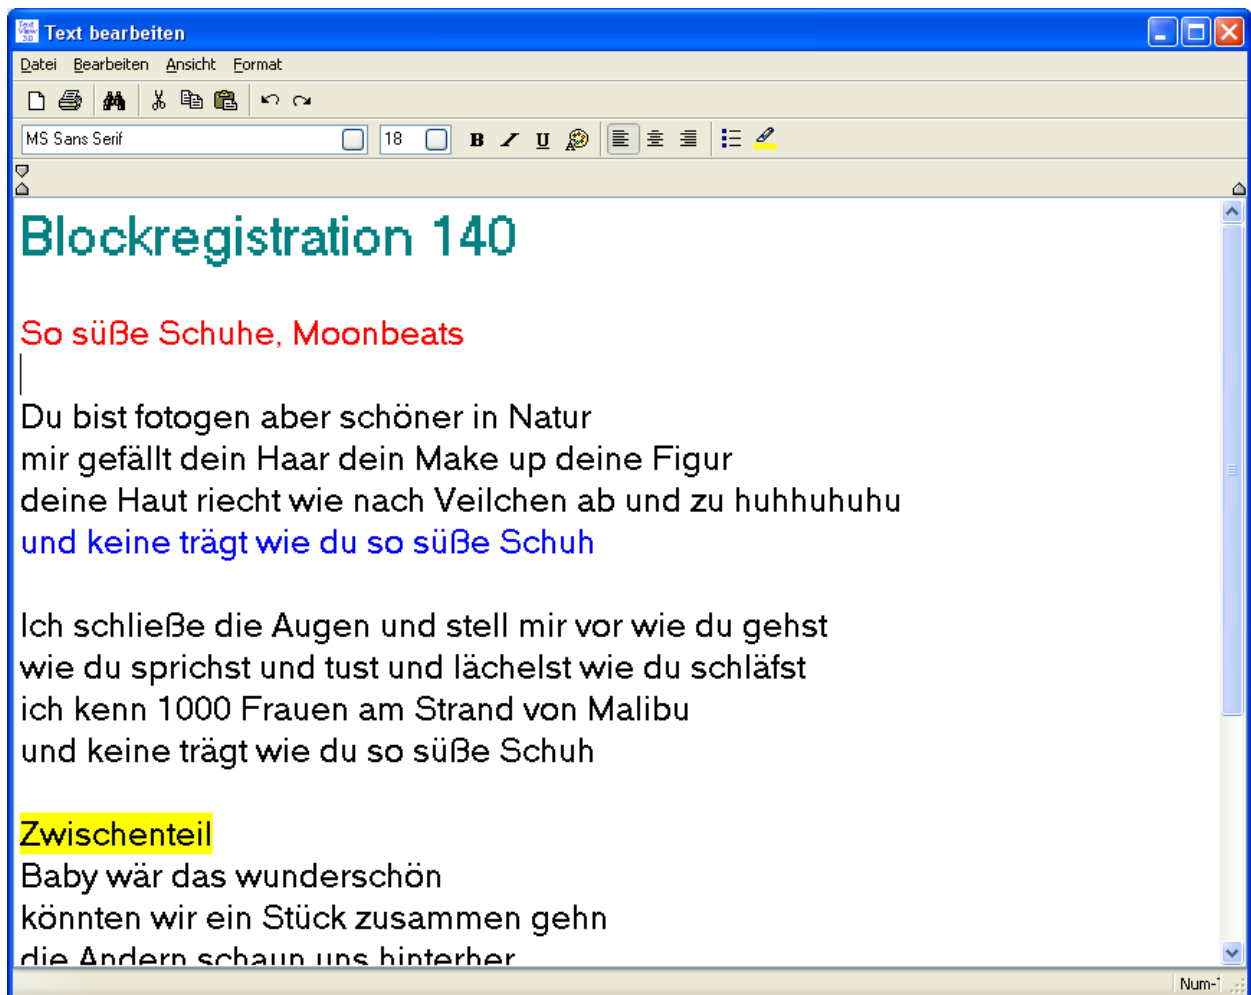 Text View 3.0 Text bearbeiten
Datei Bearbeiten Ansicht Format
MS Sans Serif 18 B U
Blockregistration 140
So süße Schuhe, Moonbeats
Du bist fotogen aber schöner in Natur
mir gefällt dein Haar dein Make up deine Figur
deine Haut riecht wie nach Veilchen ab und zu huhhuhuhu
und keine trägt wie du so süße Schuh
Ich schließe die Augen und stell mir vor wie du gehst
wie du sprichst und tust und lächelst wie du schläfst
ich kenn 1000 Frauen am Strand von Malibu
und keine trägt wie du so süße Schuh
Zwischenteil
Baby wär das wunderschön
könnten wir ein Stück zusammen gehn
die Andern schaun uns hinterher
Num-